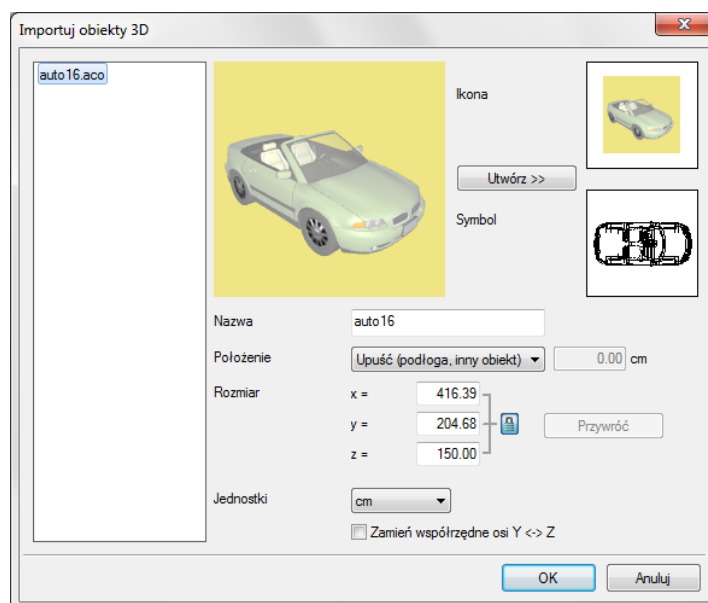 Importuj obiekty 3D
auto16.aco
Ikona
Utwórz >>
Symbol
Nazwa auto16
Położenie Upuść (podłoga, inny obiekt) 0.00 cm
Rozmiar x = 416.39
y = 204.68 Przywróć
z = 150.00
Jednostki cm
Zamień współrzędne osi Y <-> Z
OK Anuluj